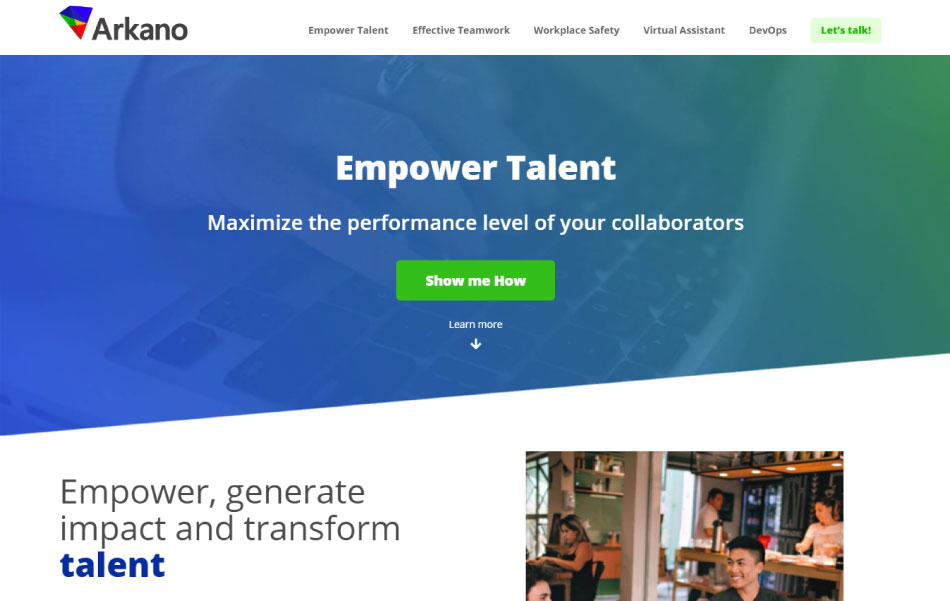 Arkano
Empower Talent
Effective Teamwork
Workplace Safety
Virtual Assistant
DevOps
Let's talk!
Empower Talent
Maximize the performance level of your collaborators
Show me How
Learn more
Empower, generate
impact and transform
talent